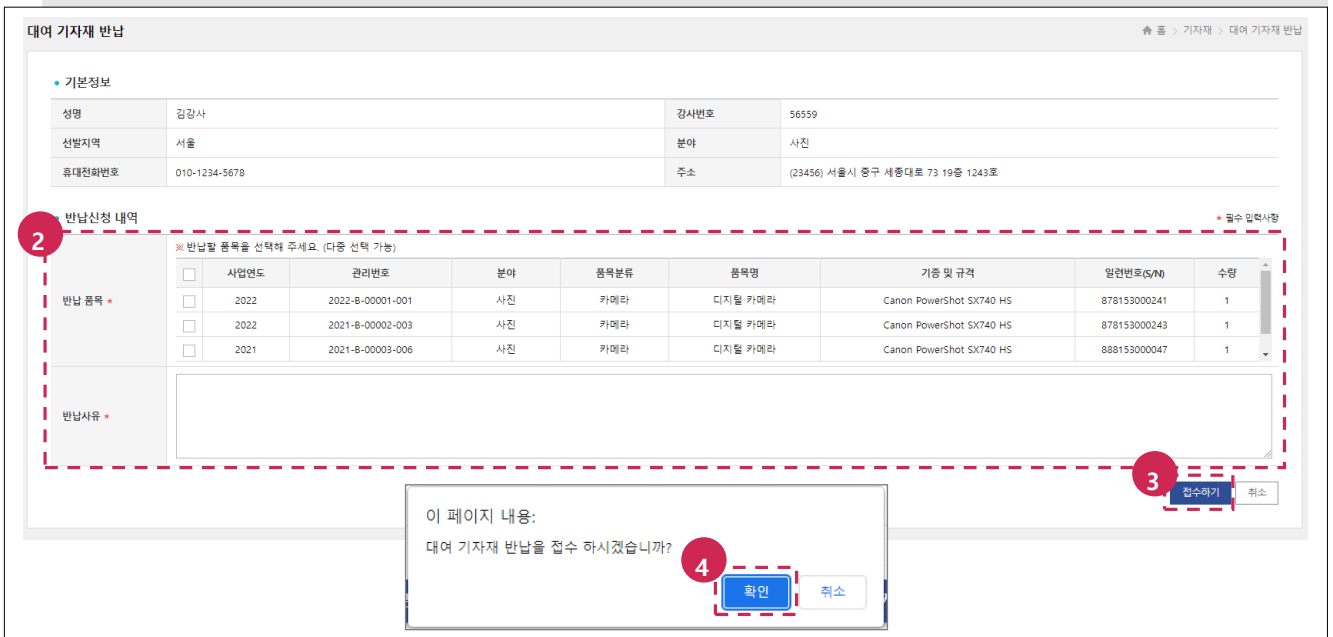 대여 기자재 반납
홈 > 기자재 > 대여 기자재 반납
기본정보
성명 김강사 강사번호 56559
선발지역 서울 분야 사진
휴대전화번호 010-1234-5678 주소 (23456) 서울시 중구 세종대로 73 19층 1243호
반납신청 내역 * 필수 입력사항
2
※ 반납할 품목을 선택해 주세요. (다중 선택 가능)
사업연도 관리번호 분야 품목분류 품목명 기종 및 규격 일련번호(S/N) 수량
반납 품목 *
2022 2022-B-00001-001 사진 카메라 디지털 카메라 Canon PowerShot SX740 HS 878153000241 1
2022 2021-B-00002-003 사진 카메라 디지털 카메라 Canon PowerShot SX740 HS 878153000243 1
2021 2021-B-00003-006 사진 카메라 디지털 카메라 Canon PowerShot SX740 HS 888153000047 1
반납사유 *
3
접수하기 취소
이 페이지 내용:
대여 기자재 반납을 접수 하시겠습니까?
4
확인 취소